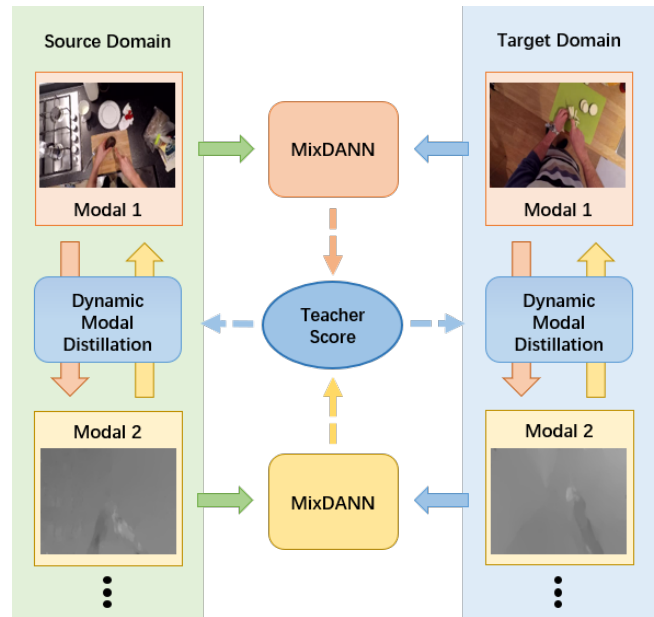 Source Domain
Target Domain
Modal 1
MixDANN
Modal 1
Dynamic
Modal
Distillation
Teacher
Score
Dynamic
Modal
Distillation
Modal 2
MixDANN
Modal 2